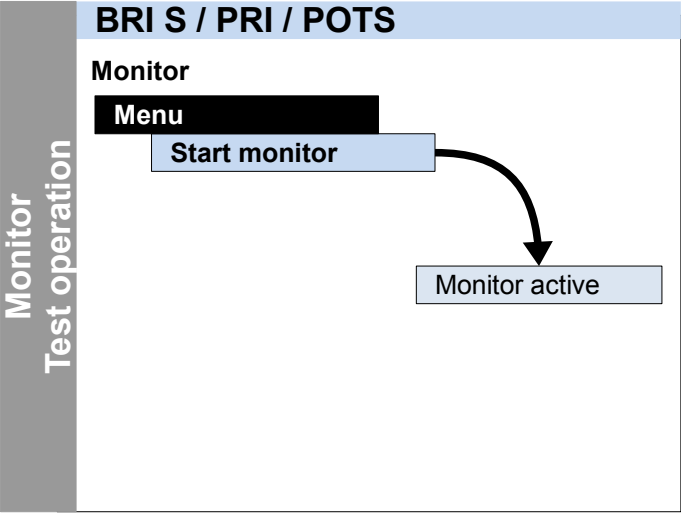 BRI S / PRI / POTS
Monitor
Menu
Start monitor
Monitor active
Monitor
Test operation